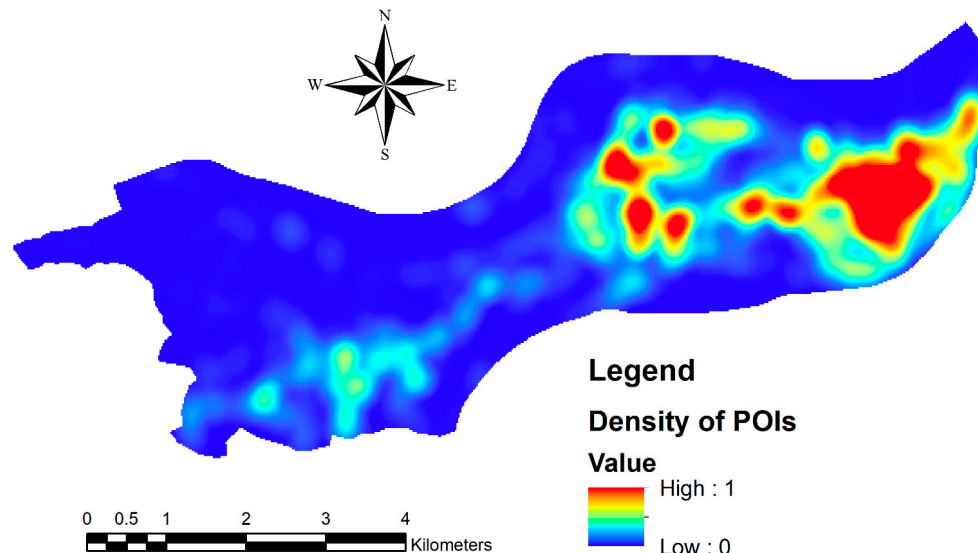 N
W E
S
Legend
Density of POIs
Value
High : 1
Low : 0
0 0.5 1 2 3 4
Kilometers